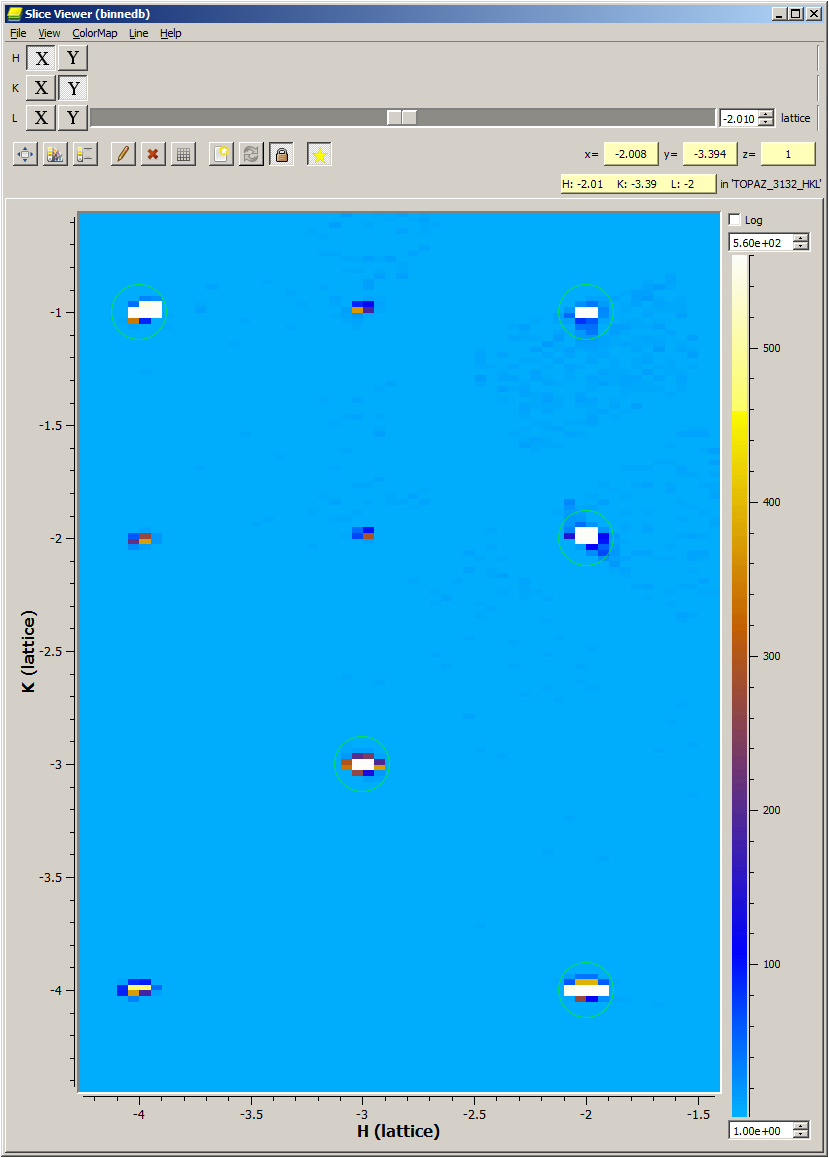 Slice Viewer (binnedb)
File View ColorMap Line Help
H X Y
K X Y
L X Y -2.010 lattice
x= -2.008 y= -3.394 z= 1
H: -2.01 K: -3.39 L: -2 in 'TOPAZ_3132_HKL'
Log
5.60e+02
-1
500
-1.5
400
-2
300
-2.5
K (lattice)
-3
200
-3.5
100
-4
-4 -3.5 -3 -2.5 -2 -1.5
H (lattice)
1.00e+00